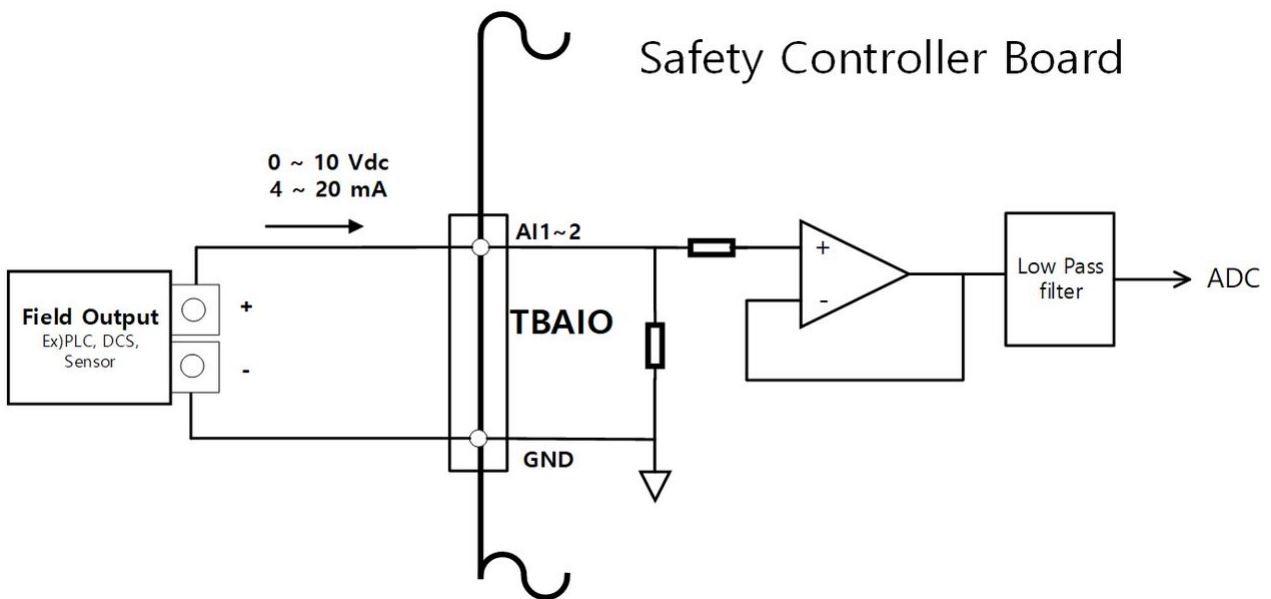 Safety Controller Board
0 ~ 10 Vdc
4 ~ 20 mA
AI1~2
+
-
Low Pass
filter
ADC
Field Output
Ex)PLC, DCS,
Sensor
+
-
TBAIO
GND